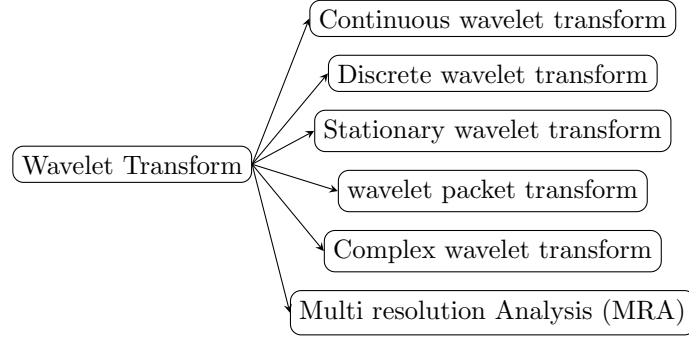 Continuous wavelet transform
Discrete wavelet transform
Stationary wavelet transform
Wavelet Transform
wavelet packet transform
Complex wavelet transform
Multi resolution Analysis (MRA)